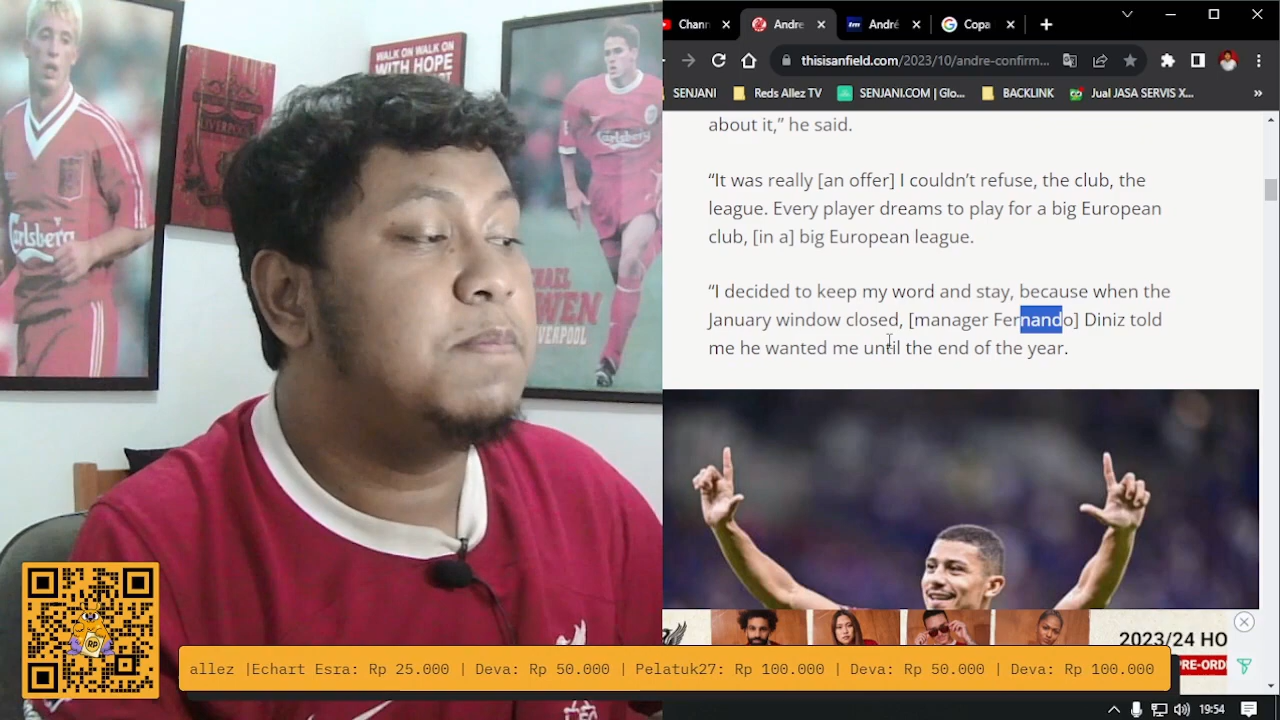 WALK ON WALK ON
WITH HOPE
LIVERPOOL
Carlsberg
Carlsberg
OWEN
LIVERPOOL
Chann
Andre
André
Copa
thisisanfield.com/2023/10/andre-confirm...
SENJANI
Reds Allez TV
SENJANI.COM | Glo...
BACKLINK
Jual JASA SERVIS X...
about it,” he said.
“It was really [an offer] I couldn’t refuse, the club, the
league. Every player dreams to play for a big European
club, [in a] big European league.
“I decided to keep my word and stay, because when the
January window closed, [manager Fernando] Diniz told
me he wanted me until the end of the year.
2023/24 HO
PRE-ORD
RP
allez |Echart Esra: Rp 25.000 | Deva: Rp 50.000 | Pelatuk27: Rp 100.000 | Deva: Rp 50.000 | Deva: Rp 100.000
19:54